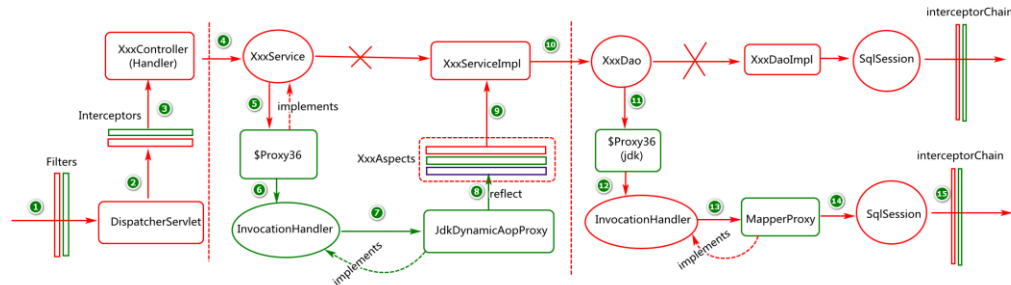 Filters
1
DispatcherServlet
2
Interceptors
3
XxxController
(Handler)
4
XxxService
5
implements
$Proxy36
6
InvocationHandler
7
implements
JdkDynamicAopProxy
8
reflect
XxxAspects
9
XxxServiceImpl
10
XxxDao
11
$Proxy36
(jdk)
12
InvocationHandler
13
implements
MapperProxy
14
SqlSession
15
interceptorChain
XxxDaoImpl
SqlSession
interceptorChain